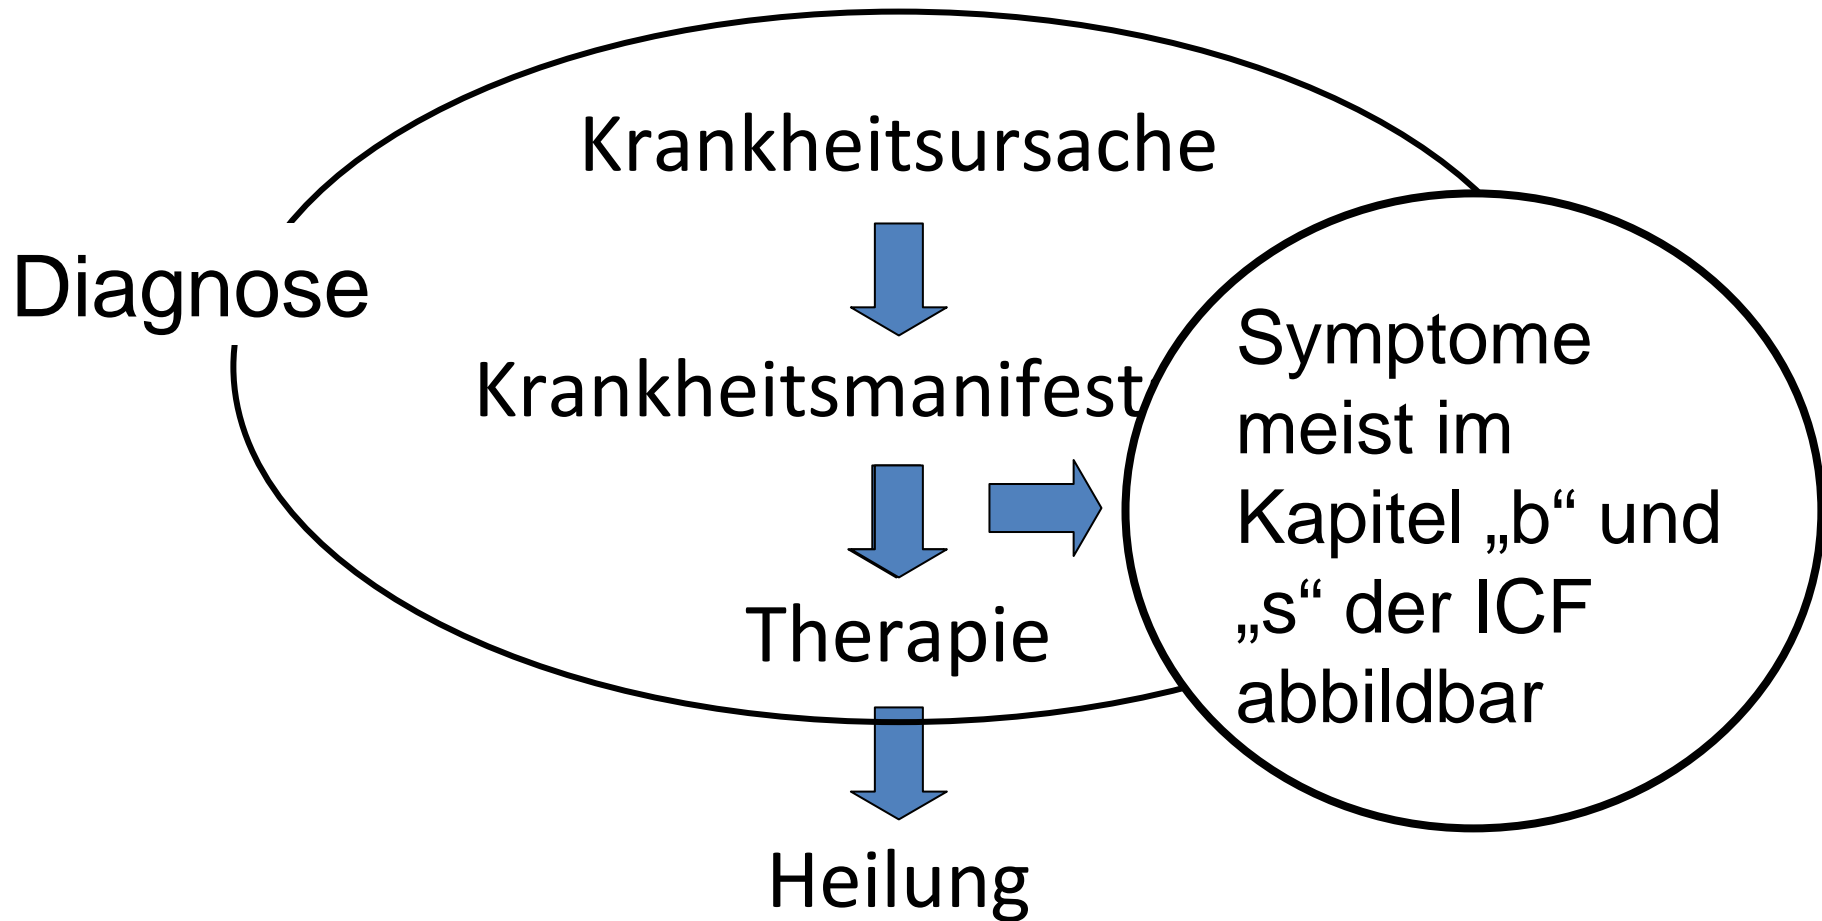 Krankheitsursache
Diagnose
Krankheitsmanifest
Symptome
meist im
Kapitel „b“ und
„s“ der ICF
abbildbar
Therapie
Heilung